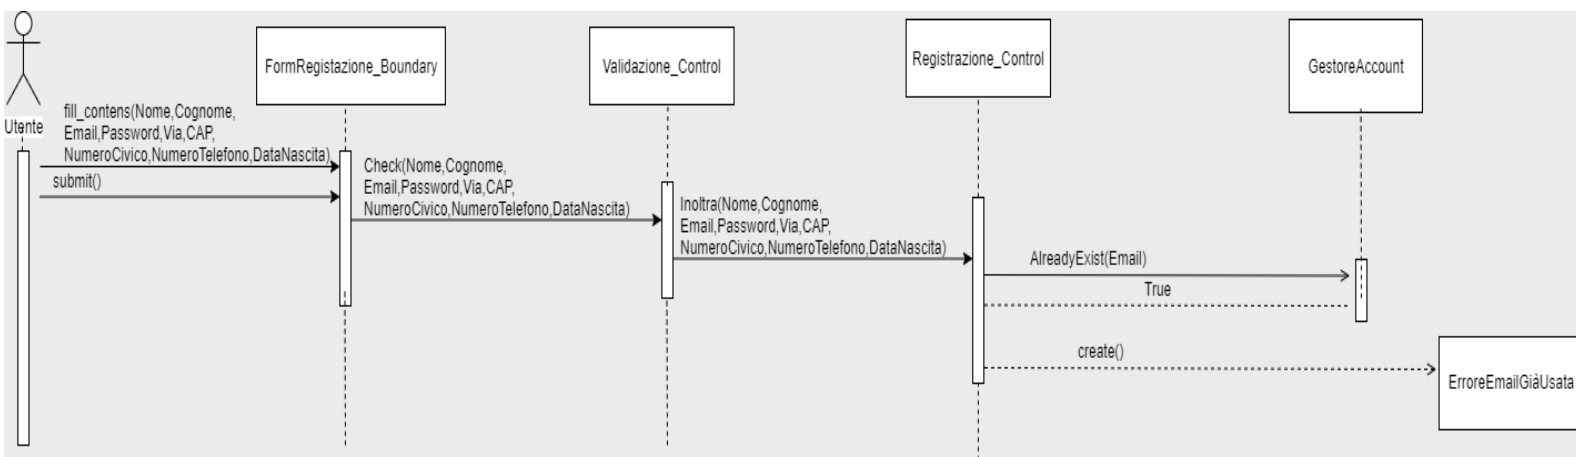 FormRegistazione_Boundary
Validazione_Control
Registrazione_Control
GestoreAccount
Utente
fill_contens(Nome,Cognome,
Email,Password,Via,CAP,
NumeroCivico,NumeroTelefono,DataNascita)
submit()
Check(Nome,Cognome,
Email,Password,Via,CAP,
NumeroCivico,NumeroTelefono,DataNascita)
Inoltra(Nome,Cognome,
Email,Password,Via,CAP,
NumeroCivico,NumeroTelefono,DataNascita)
AlreadyExist(Email)
True
create()
ErroreEmailGiàUsata